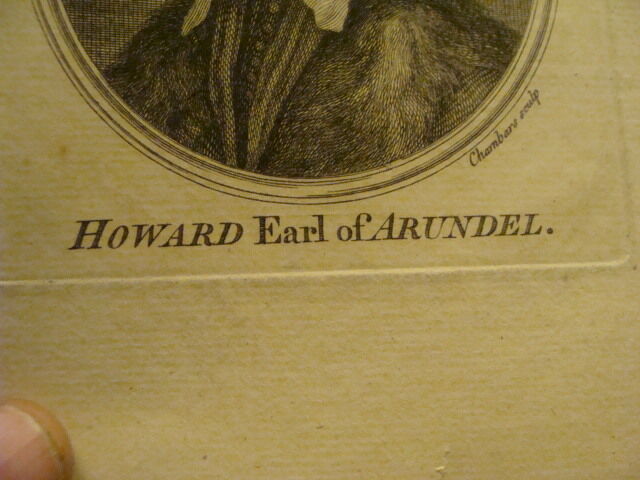 Chambars sculp
HOWARD Earl of ARUNDEL.